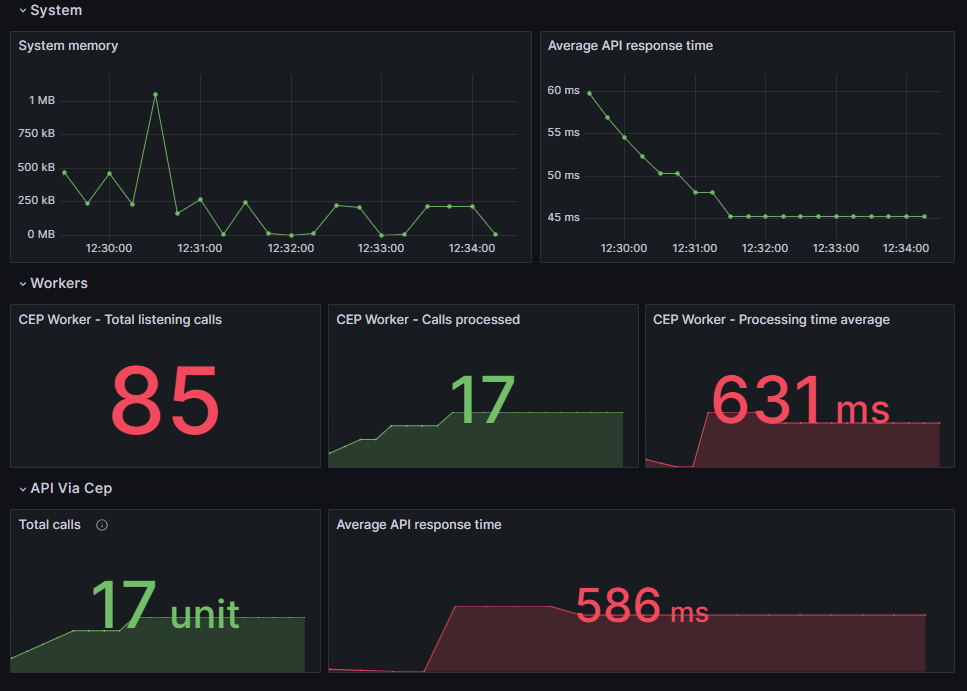 System
System memory
1 MB
750 kB
500 kB
250 kB
0 MB
12:30:00 12:31:00 12:32:00 12:33:00 12:34:00
Average API response time
60 ms
55 ms
50 ms
45 ms
12:30:00 12:31:00 12:32:00 12:33:00 12:34:00
Workers
CEP Worker - Total listening calls
85
CEP Worker - Calls processed
17
CEP Worker - Processing time average
631 ms
API Via Cep
Total calls
17 unit
Average API response time
586 ms